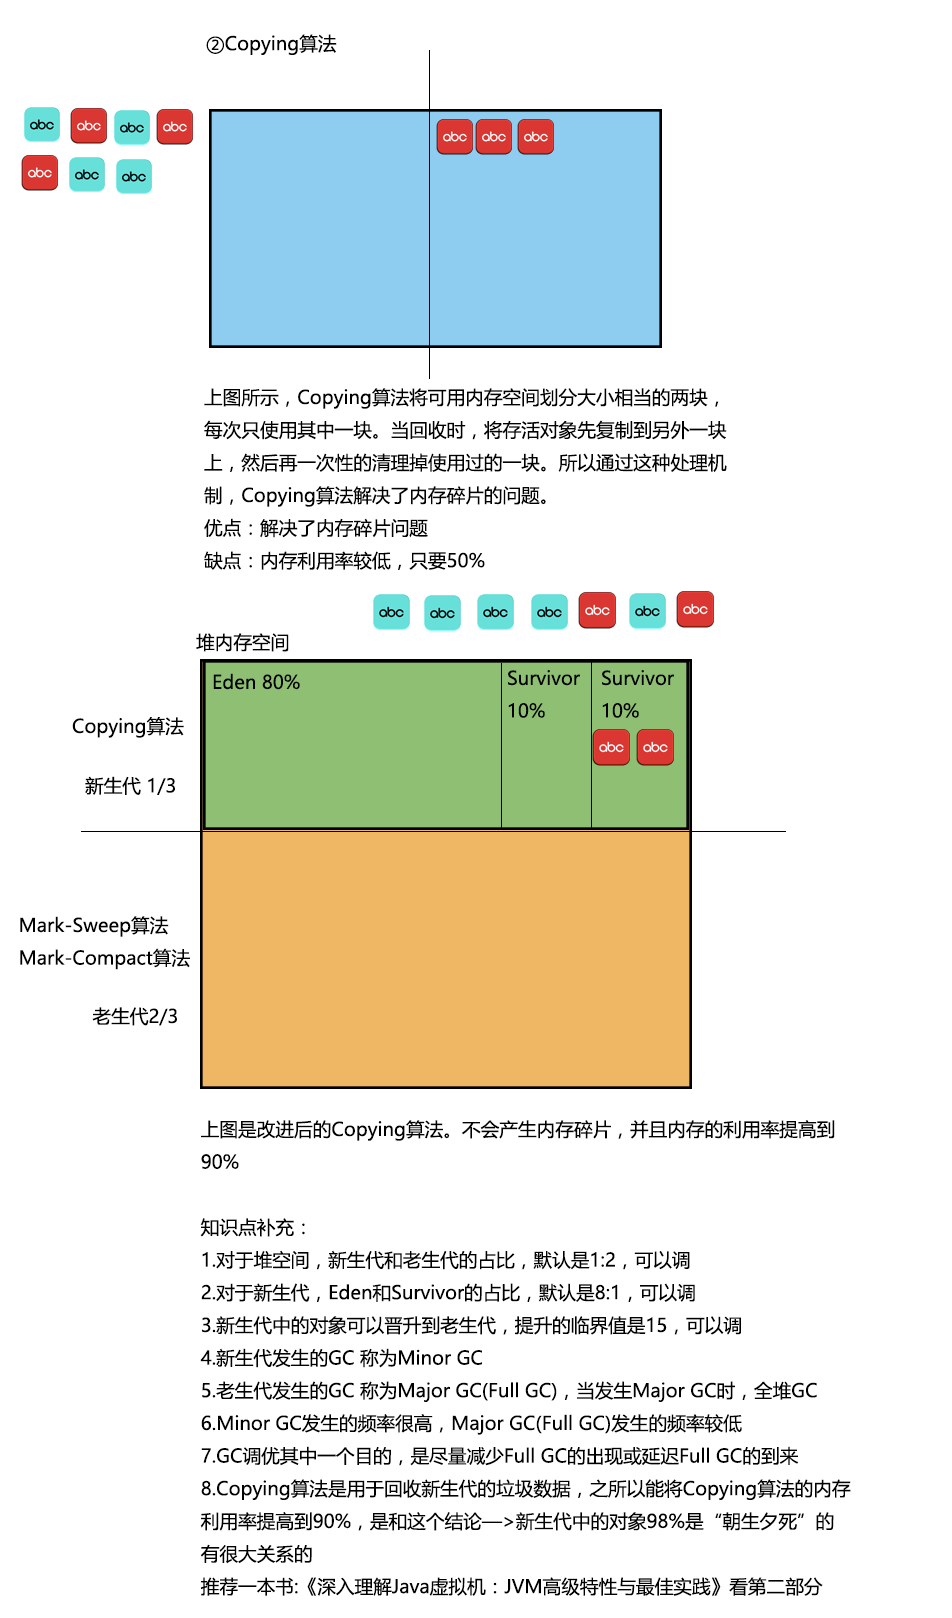 ②Copying算法
abc abc abc abc
abc abc abc
abc abc abc
上图所示，Copying算法将可用内存空间划分大小相当的两块，
每次只使用其中一块。当回收时，将存活对象先复制到另外一块
上，然后再一次性的清理掉使用过的一块。所以通过这种处理机
制，Copying算法解决了内存碎片的问题。
优点：解决了内存碎片问题
缺点：内存利用率较低，只要50%
abc abc abc abc abc abc abc
堆内存空间
Eden 80%
Survivor
10%
Survivor
10%
abc abc
Copying算法
新生代 1/3
Mark-Sweep算法
Mark-Compact算法
老生代2/3
上图是改进后的Copying算法。不会产生内存碎片，并且内存的利用率提高到
90%
知识点补充：
1.对于堆空间，新生代和老生代的占比，默认是1:2，可以调
2.对于新生代，Eden和Survivor的占比，默认是8:1，可以调
3.新生代中的对象可以晋升到老生代，提升的临界值是15，可以调
4.新生代发生的GC 称为Minor GC
5.老生代发生的GC 称为Major GC(Full GC)，当发生Major GC时，全堆GC
6.Minor GC发生的频率很高，Major GC(Full GC)发生的频率较低
7.GC调优其中一个目的，是尽量减少Full GC的出现或延迟Full GC的到来
8.Copying算法是用于回收新生代的垃圾数据，之所以能将Copying算法的内存
利用率提高到90%，是和这个结论—>新生代中的对象98%是“朝生夕死”的
有很大关系的
推荐一本书:《深入理解Java虚拟机：JVM高级特性与最佳实践》看第二部分